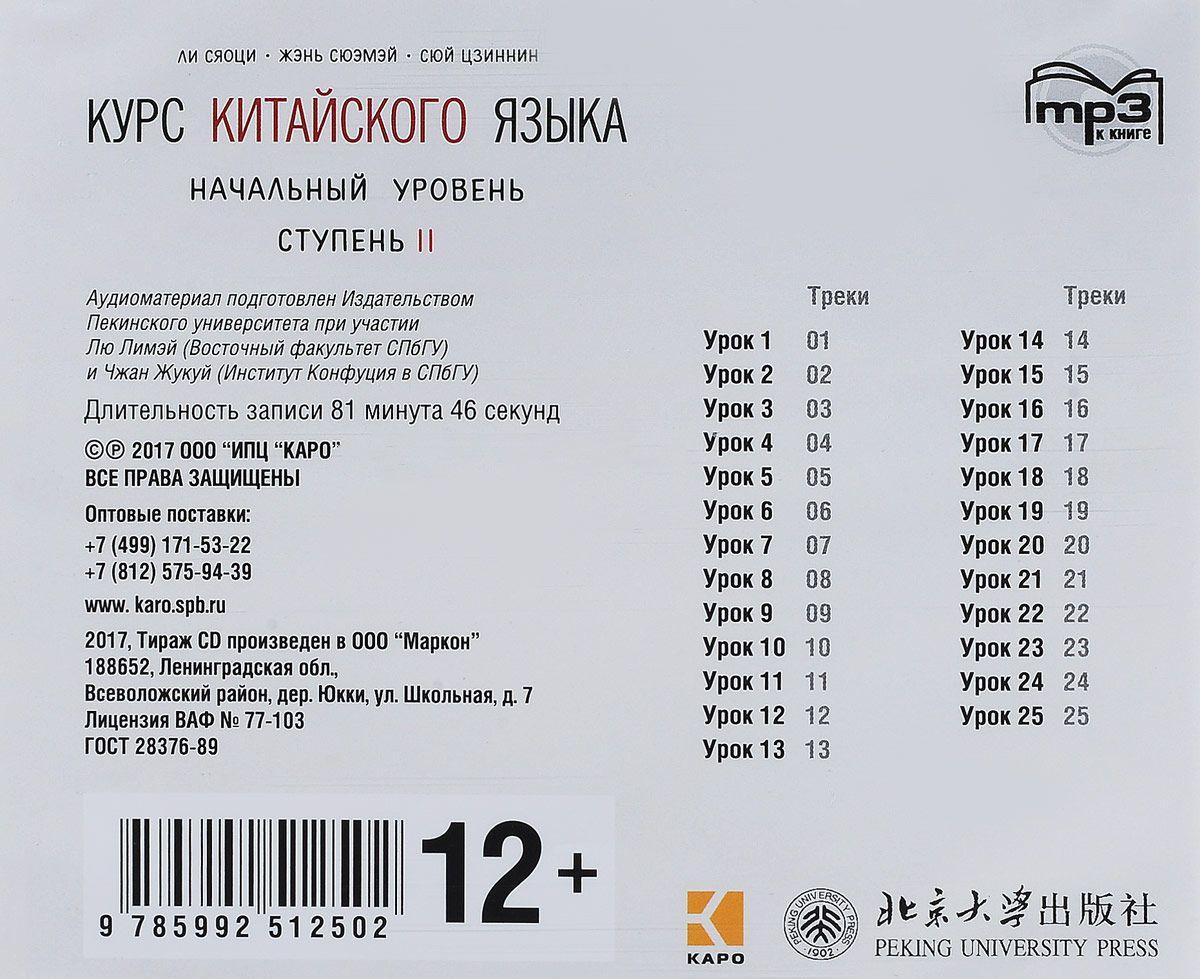 ЛИ СЯОЦИ · ЖЭНЬ СЮЭМЭЙ · СЮЙ ЦЗИННИН
КУРС КИТАЙСКОГО ЯЗЫКА
НАЧАЛЬНЫЙ УРОВЕНЬ
СТУПЕНЬ II
mp3
к книге
Аудиоматериал подготовлен Издательством
Пекинского университета при участии
Лю Лимэй (Восточный факультет СПбГУ)
и Чжан Жукуй (Институт Конфуция в СПбГУ)
Длительность записи 81 минута 46 секунд
©℗ 2017 ООО “ИПЦ “КАРО”
ВСЕ ПРАВА ЗАЩИЩЕНЫ
Оптовые поставки:
+7 (499) 171-53-22
+7 (812) 575-94-39
www. karo.spb.ru
2017, Тираж CD произведен в ООО “Маркон”
188652, Ленинградская обл.,
Всеволожский район, дер. Юкки, ул. Школьная, д. 7
Лицензия ВАФ № 77-103
ГОСТ 28376-89
Треки
Урок 1 01
Урок 2 02
Урок 3 03
Урок 4 04
Урок 5 05
Урок 6 06
Урок 7 07
Урок 8 08
Урок 9 09
Урок 10 10
Урок 11 11
Урок 12 12
Урок 13 13
Треки
Урок 14 14
Урок 15 15
Урок 16 16
Урок 17 17
Урок 18 18
Урок 19 19
Урок 20 20
Урок 21 21
Урок 22 22
Урок 23 23
Урок 24 24
Урок 25 25
9 785992 512502
12+
КАРО
PEKING UNIVERSITY PRESS
·1902·
北京大学出版社
PEKING UNIVERSITY PRESS